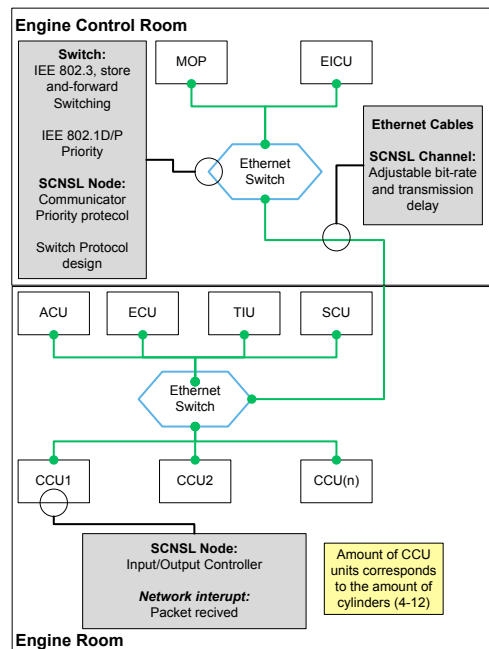 Engine Control Room
Switch:
IEE 802.3, store
and-forward
Switching
IEE 802.1D/P
Priority
SCNSL Node:
Communicator
Priority protecol
Switch Protocol
design
MOP
EICU
Ethernet
Switch
Ethernet Cables
SCNSL Channel:
Adjustable bit-rate
and transmission
delay
ACU
ECU
TIU
SCU
Ethernet
Switch
CCU1
CCU2
CCU(n)
SCNSL Node:
Input/Output Controller
Network interupt:
Packet recived
Amount of CCU
units corresponds
to the amount of
cylinders (4-12)
Engine Room